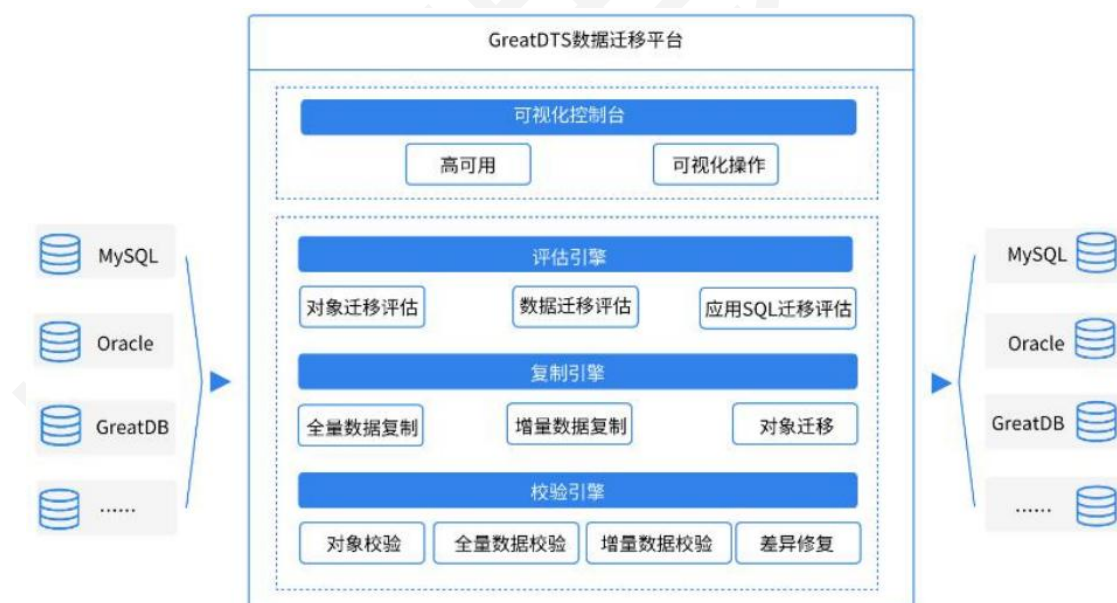 GreatDTS数据迁移平台
可视化控制台
高可用
可视化操作
MySQL
Oracle
GreatDB
......
评估引擎
对象迁移评估
数据迁移评估
应用SQL迁移评估
复制引擎
全量数据复制
增量数据复制
对象迁移
校验引擎
对象校验
全量数据校验
增量数据校验
差异修复
MySQL
Oracle
GreatDB
......